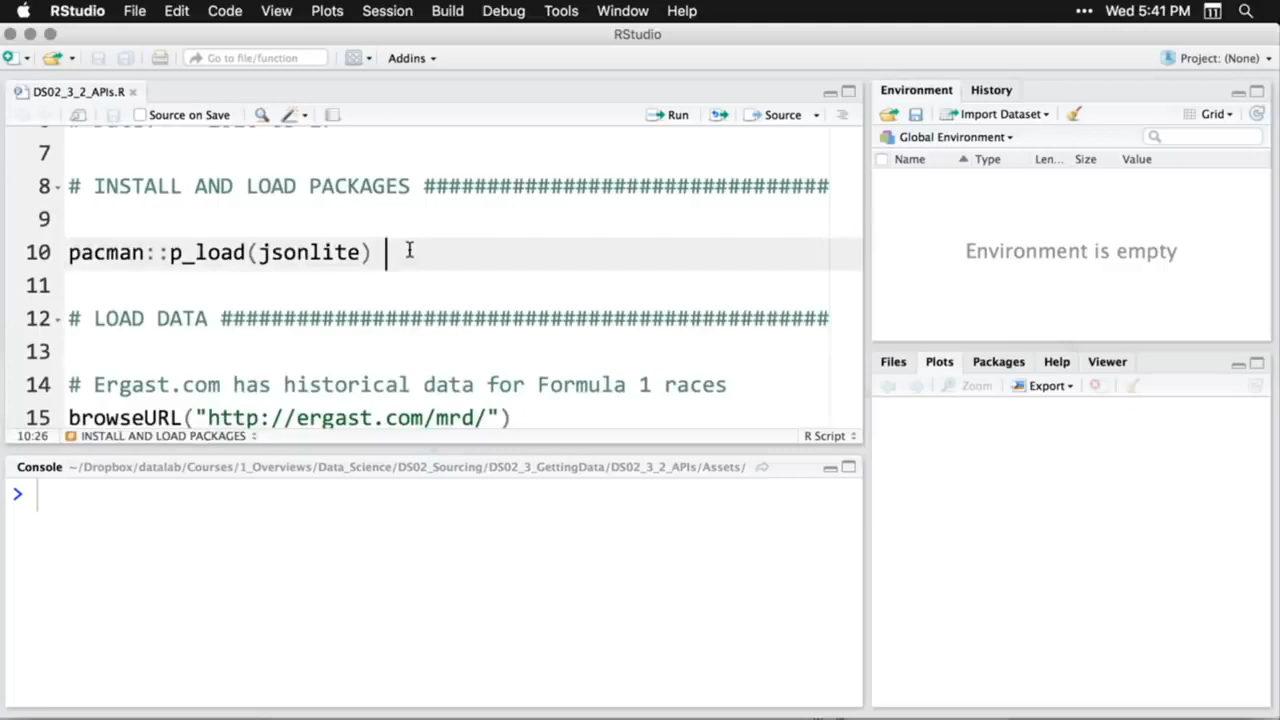 RStudio File Edit Code View Plots Session Build Debug Tools Window Help Wed 5:41 PM 11
RStudio
Go to file/function Addins Project: (None)
DS02_3_2_APIs.R
Source on Save Run Source
7
8 # INSTALL AND LOAD PACKAGES ################################
9
10 pacman::p_load(jsonlite)
11
12 # LOAD DATA ################################################
13
14 # Ergast.com has historical data for Formula 1 races
15 browseURL("http://ergast.com/mrd/")
10:26 INSTALL AND LOAD PACKAGES R Script
Console ~/Dropbox/datalab/Courses/1_Overviews/Data_Science/DS02_Sourcing/DS02_3_GettingData/DS02_3_2_APIs/Assets/
>
Environment History
Import Dataset Grid
Global Environment
Name Type Len... Size Value
Environment is empty
Files Plots Packages Help Viewer
Zoom Export